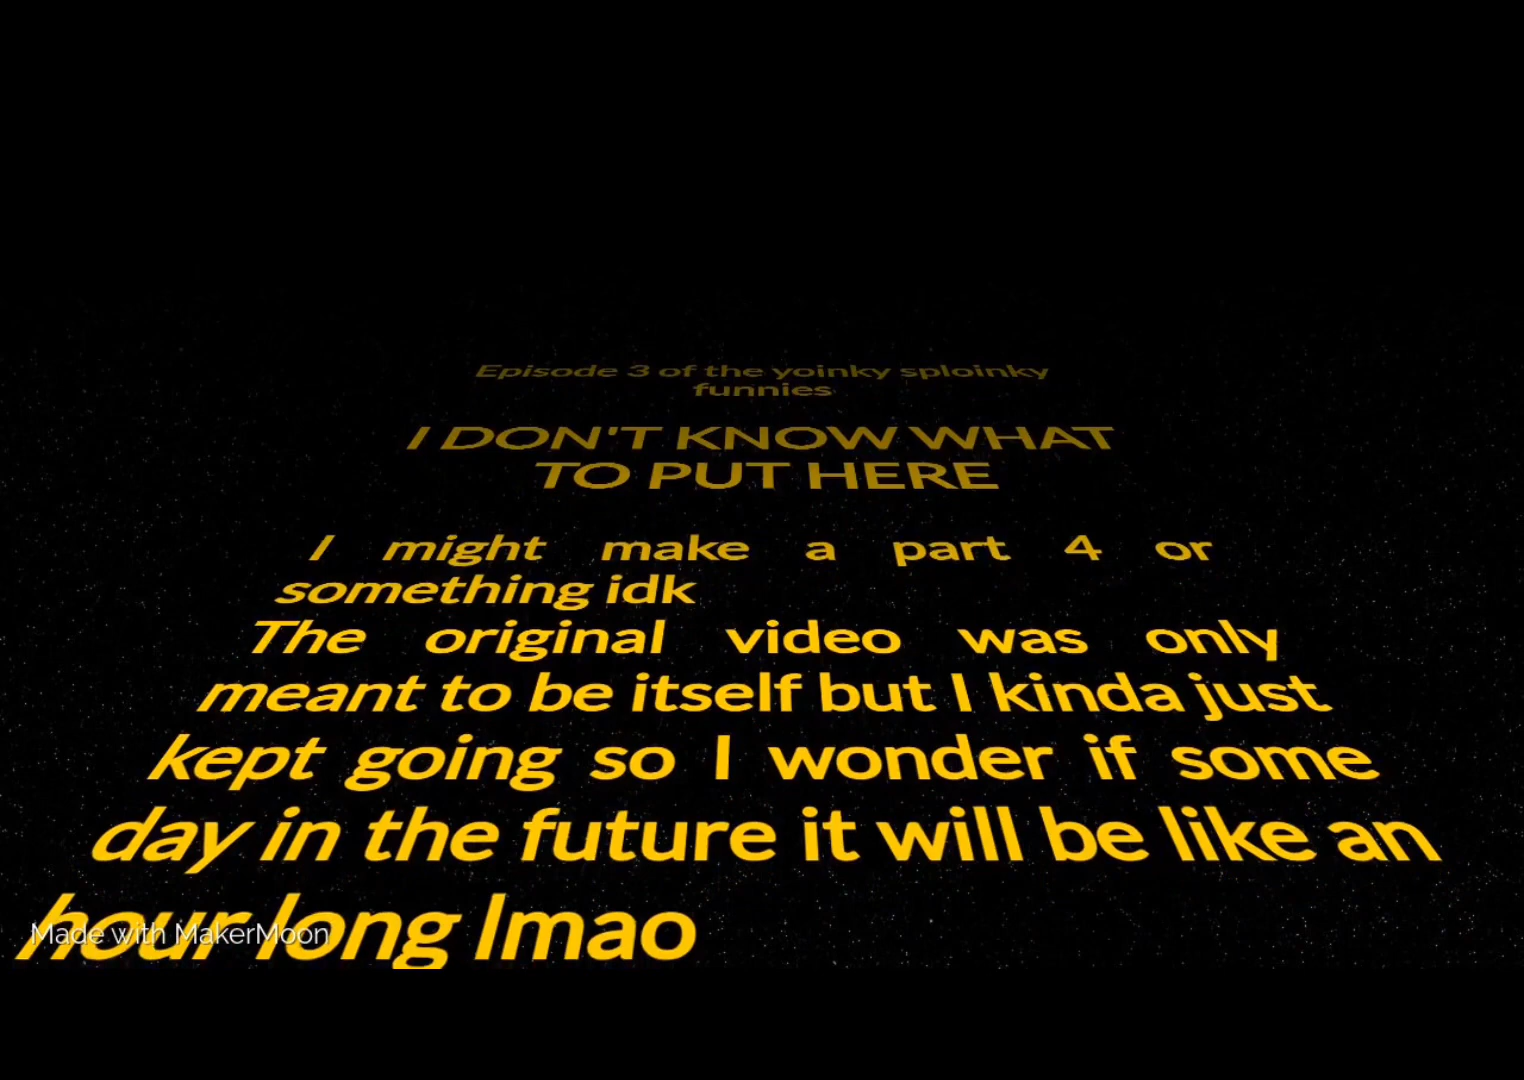 Episode 3 of the yoinky sploinky
funnies
I DON'T KNOW WHAT
TO PUT HERE
I might make a part 4 or
something idk
The original video was only
meant to be itself but I kinda just
kept going so I wonder if some
day in the future it will be like an
hour long lmao
Made with MakerMoon